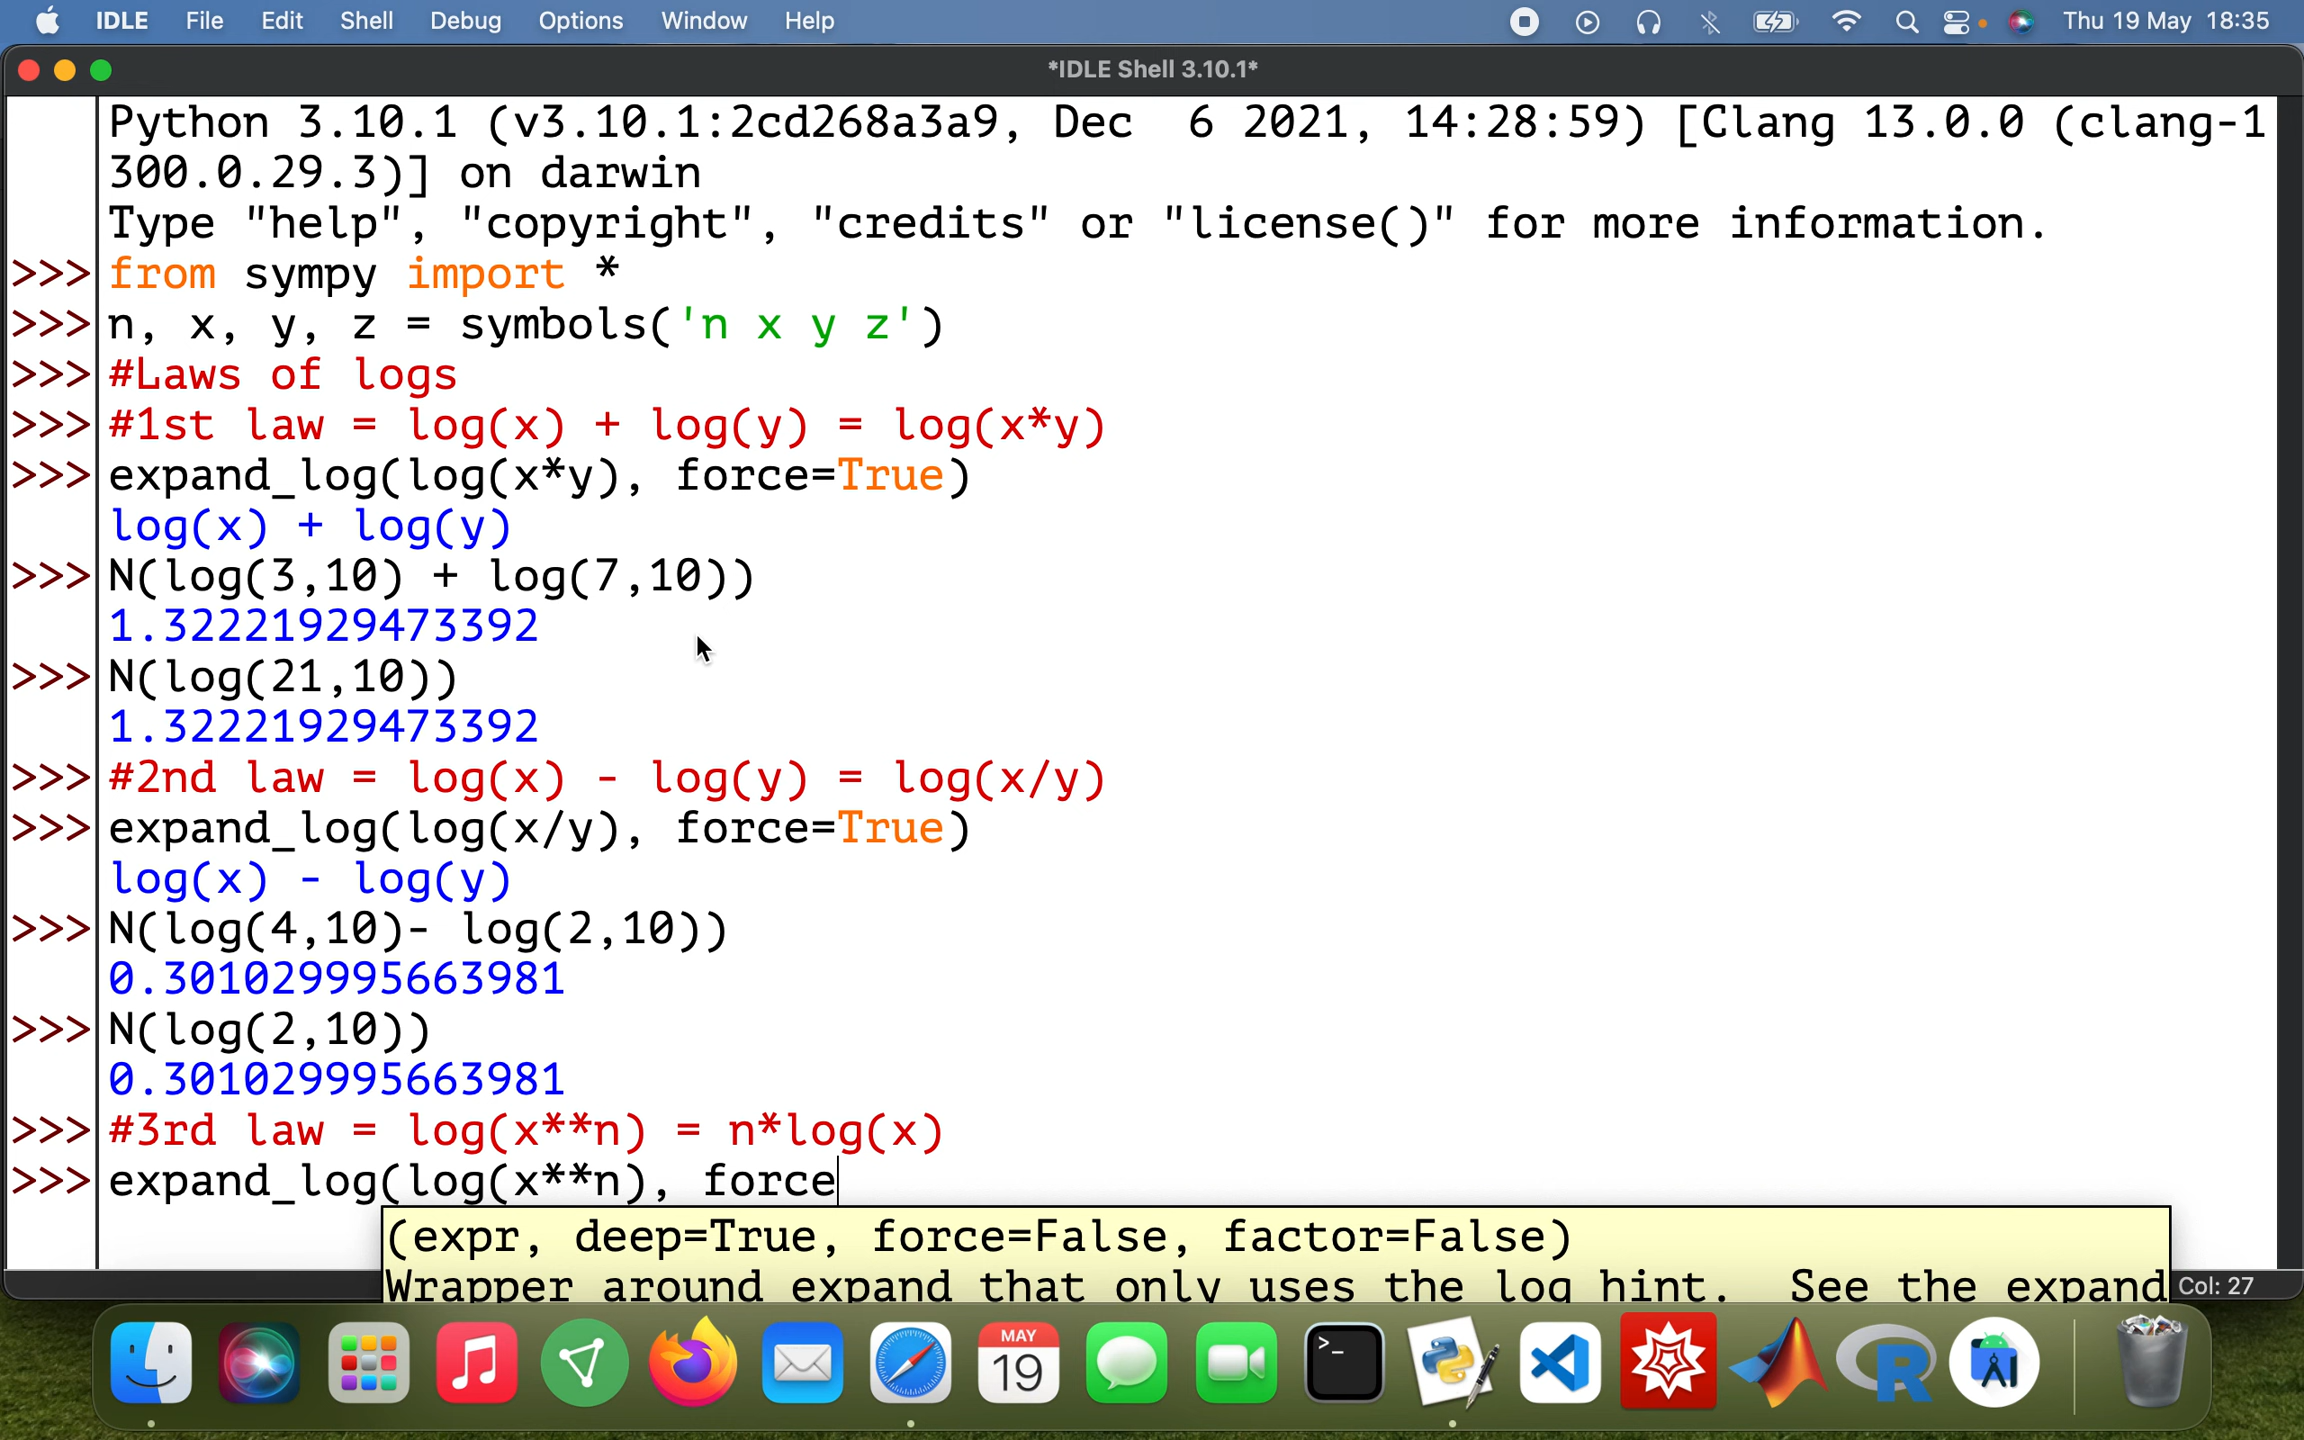 IDLE File Edit Shell Debug Options Window Help Thu 19 May 18:35
*IDLE Shell 3.10.1*
Python 3.10.1 (v3.10.1:2cd268a3a9, Dec  6 2021, 14:28:59) [Clang 13.0.0 (clang-1
300.0.29.3)] on darwin
Type "help", "copyright", "credits" or "license()" for more information.
>>> from sympy import *
>>> n, x, y, z = symbols('n x y z')
>>> #Laws of logs
>>> #1st law = log(x) + log(y) = log(x*y)
>>> expand_log(log(x*y), force=True)
log(x) + log(y)
>>> N(log(3,10) + log(7,10))
1.32221929473392
>>> N(log(21,10))
1.32221929473392
>>> #2nd law = log(x) - log(y) = log(x/y)
>>> expand_log(log(x/y), force=True)
log(x) - log(y)
>>> N(log(4,10)- log(2,10))
0.301029995663981
>>> N(log(2,10))
0.301029995663981
>>> #3rd law = log(x**n) = n*log(x)
>>> expand_log(log(x**n), force
(expr, deep=True, force=False, factor=False)
Wrapper around expand that only uses the log hint.  See the expand
Col: 27
MAY
19
>_
R